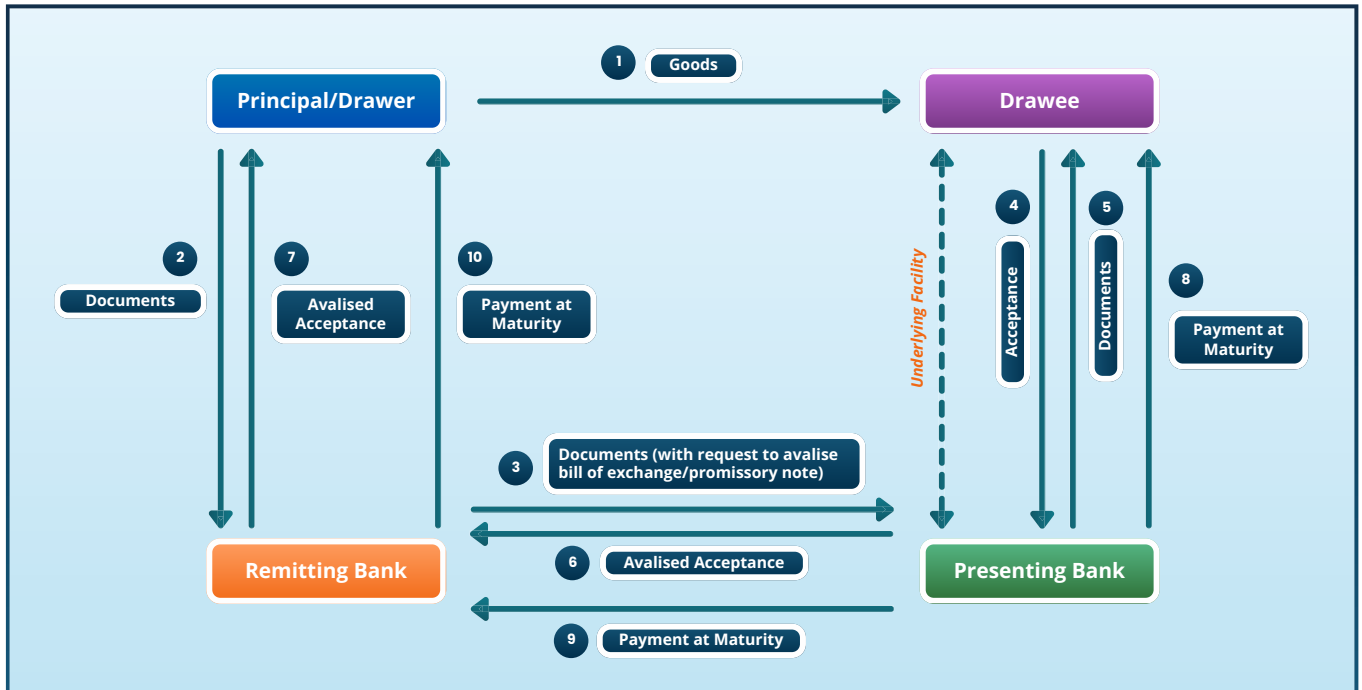 1
Goods
Principal/Drawer
Drawee
2
Documents
7
Avalised
Acceptance
10
Payment at
Maturity
Underlying Facility
4
Acceptance
5
Documents
8
Payment at
Maturity
3
Documents (with request to avalise
bill of exchange/promissory note)
6
Avalised Acceptance
Remitting Bank
Presenting Bank
9
Payment at Maturity